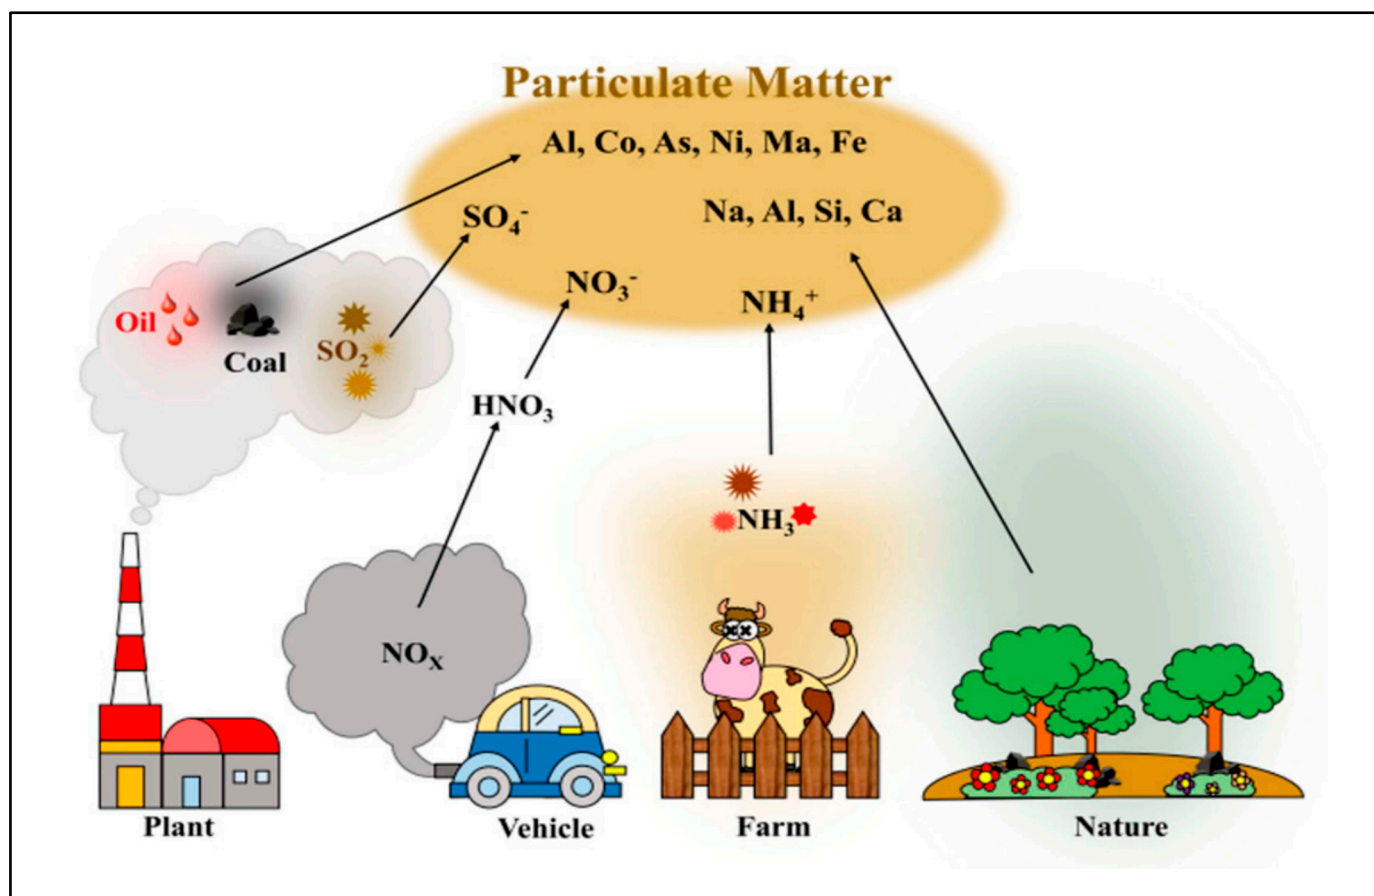 Particulate Matter
Al, Co, As, Ni, Ma, Fe
SO₄⁻
Na, Al, Si, Ca
NO₃⁻
NH₄⁺
Oil
Coal
SO₂
HNO₃
NH₃
NOₓ
Plant
Vehicle
Farm
Nature